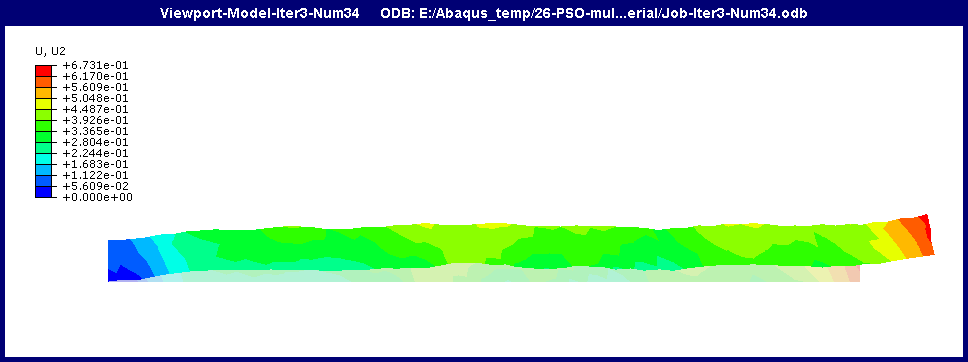 Viewport-Model-Iter3-Num34 ODB: E:/Abaqus_temp/26-PSO-mul...erial/Job-Iter3-Num34.odb
U, U2
+6.731e-01
+6.170e-01
+5.609e-01
+5.048e-01
+4.487e-01
+3.926e-01
+3.365e-01
+2.804e-01
+2.244e-01
+1.683e-01
+1.122e-01
+5.609e-02
+0.000e+00